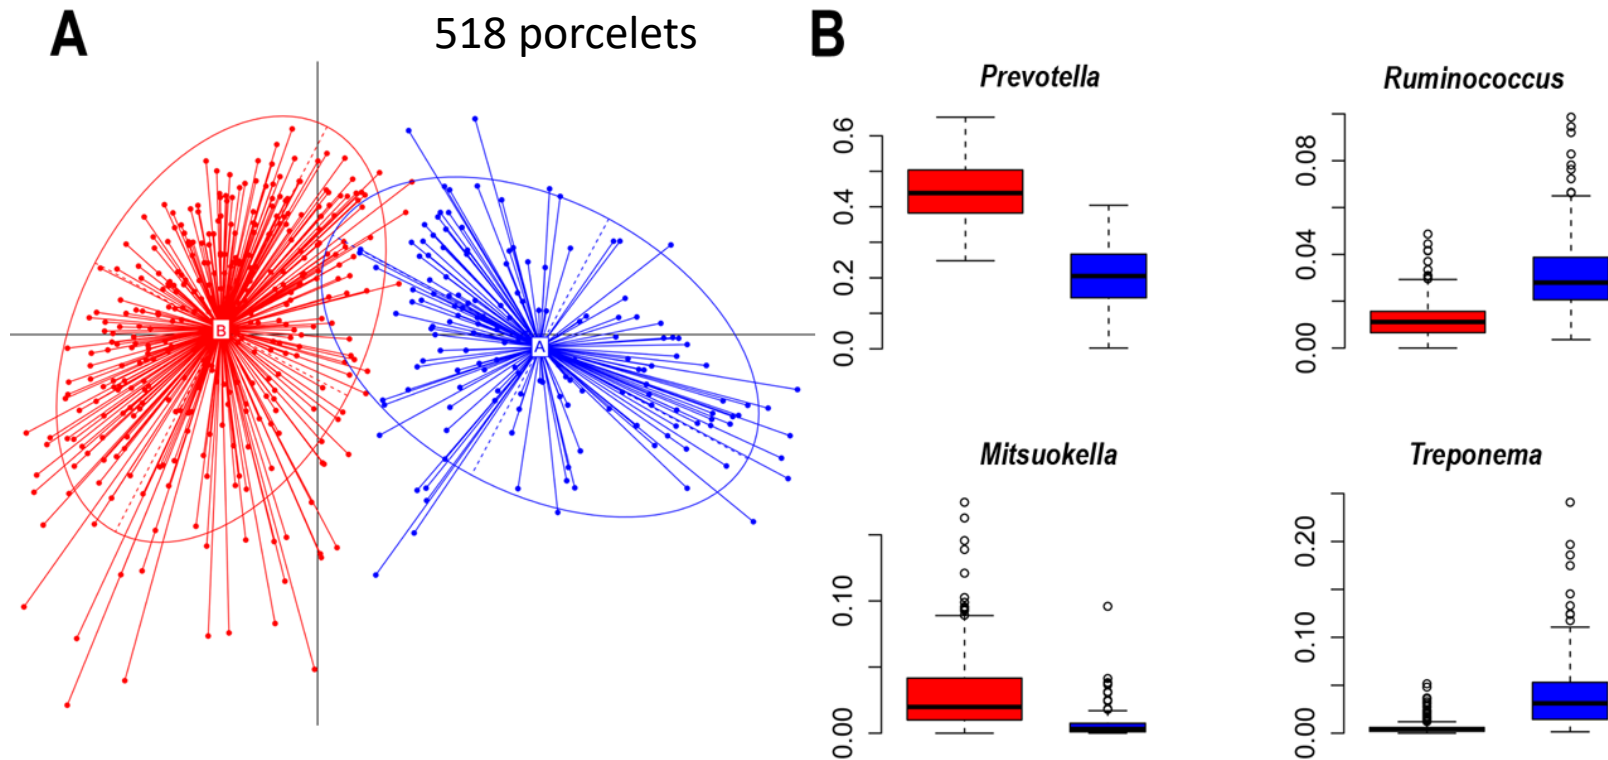 A
518 porcelets
B
B
A
Prevotella
0.0
0.2
0.4
0.6
Ruminococcus
0.00
0.04
0.08
Mitsuokella
0.00
0.10
Treponema
0.00
0.10
0.20